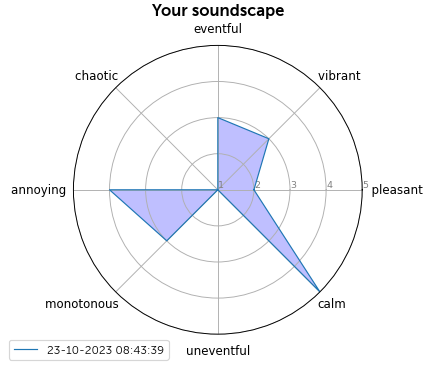 Your soundscape
eventful
chaotic
vibrant
annoying
1 2 3 4 5
pleasant
monotonous
calm
uneventful
23-10-2023 08:43:39